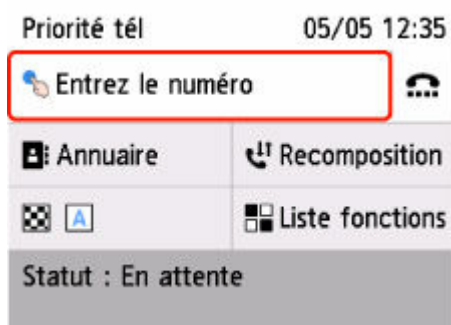 Priorité tél 05/05 12:35
Entrez le numéro
Annuaire Recomposition
A Liste fonctions
Statut : En attente